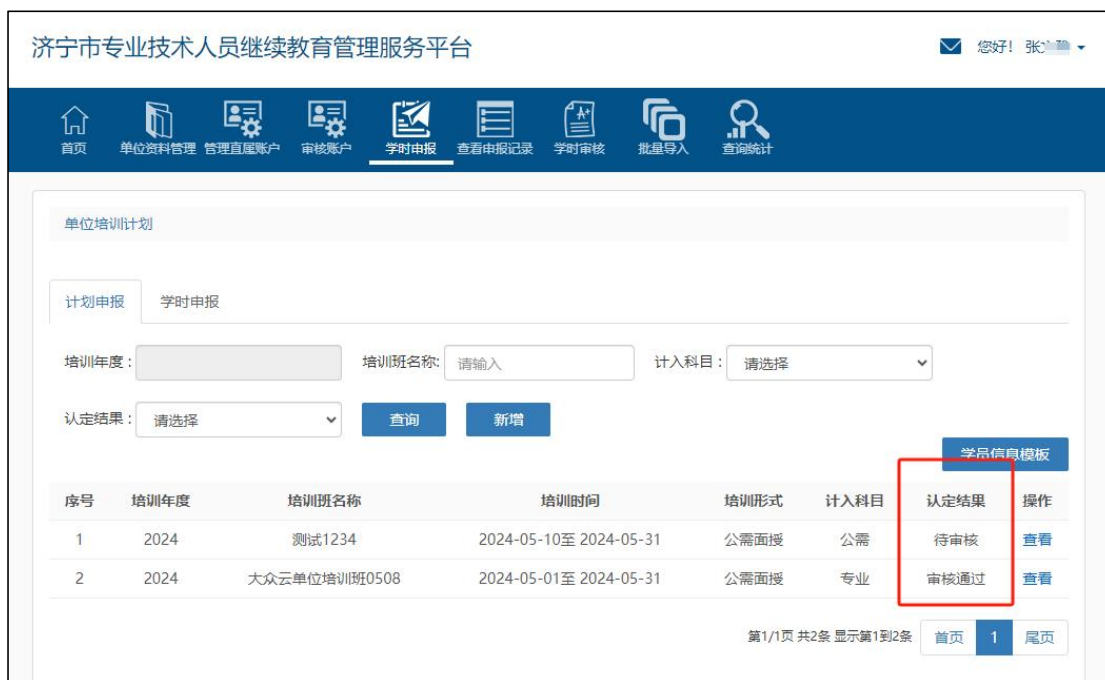 济宁市专业技术人员继续教育管理服务平台
您好! 张
首页 单位资料管理 管理直属账户 审核账户 学时申报 查看申报记录 学时审核 批量导入 查询统计
单位培训计划
计划申报 学时申报
培训年度: 培训班名称: 请输入 计入科目: 请选择
认定结果: 请选择 查询 新增
学员信息模板
序号 培训年度 培训班名称 培训时间 培训形式 计入科目 认定结果 操作
1 2024 测试1234 2024-05-10至 2024-05-31 公需面授 公需 待审核 查看
2 2024 大众云单位培训班0508 2024-05-01至 2024-05-31 公需面授 专业 审核通过 查看
第1/1页 共2条 显示第1到2条 首页 1 尾页